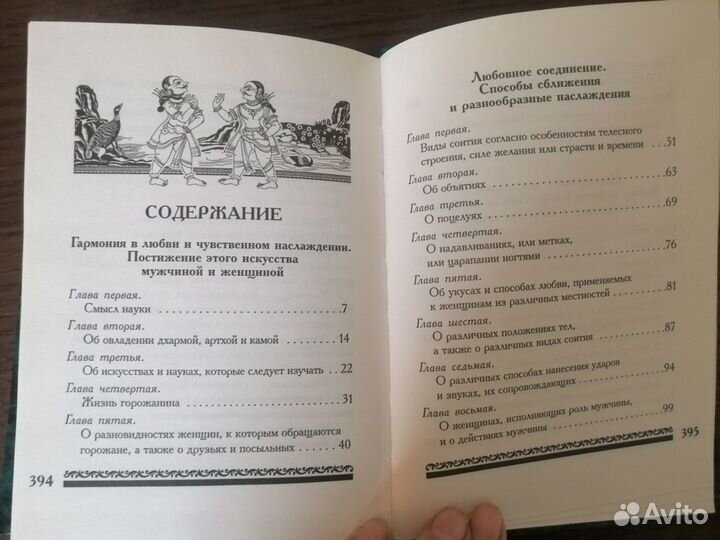 СОДЕРЖАНИЕ
Гармония в любви и чувственном наслаждении.
Постижение этого искусства
мужчиной и женщиной
Глава первая.
Смысл науки . . . . . . . . . . . . . . . . . . . . . . . . . . . 7
Глава вторая.
Об овладении дхармой, артхой и камой . . . . . . . . . 14
Глава третья.
Об искусствах и науках, которые следует изучать . . 22
Глава четвертая.
Жизнь горожанина . . . . . . . . . . . . . . . . . . . . . 31
Глава пятая.
О разновидностях женщин, к которым обращаются
горожане, а также о друзьях и посыльных . . . . . . . 40
394
Любовное соединение.
Способы сближения
и разнообразные наслаждения
Глава первая.
Виды соития согласно особенностям телесного
строения, силе желания или страсти и времени . . . .51
Глава вторая.
Об объятиях . . . . . . . . . . . . . . . . . . . . . . . . . 63
Глава третья.
О поцелуях . . . . . . . . . . . . . . . . . . . . . . . . . 69
Глава четвертая.
О надавливаниях, или метках,
или царапании ногтями . . . . . . . . . . . . . . . . . . 76
Глава пятая.
Об укусах и способах любви, применяемых
к женщинам из различных местностей . . . . . . . . . .81
Глава шестая.
О различных положениях тел,
а также о различных видах соития . . . . . . . . . . . .87
Глава седьмая.
О различных способах нанесения ударов
и звуках, их сопровождающих . . . . . . . . . . . . . . .94
Глава восьмая.
О женщинах, исполняющих роль мужчины,
и о действиях мужчины . . . . . . . . . . . . . . . . . . .99
395
Avito